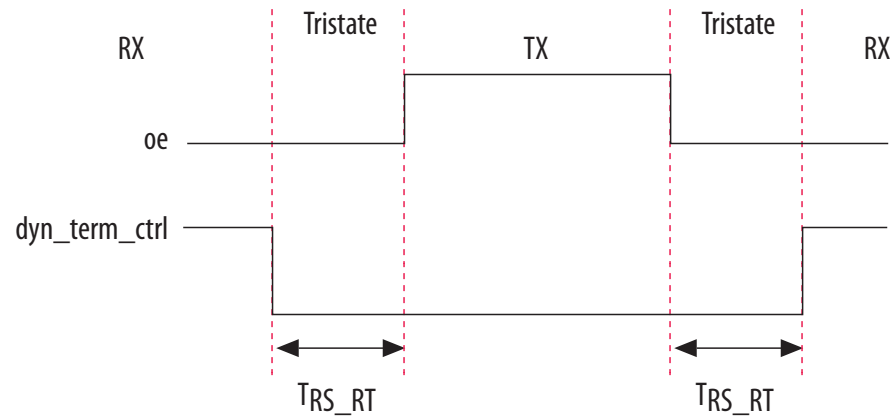 Tristate
Tristate
RX
TX
RX
oe
dyn_term_ctrl
TRS_RT
TRS_RT